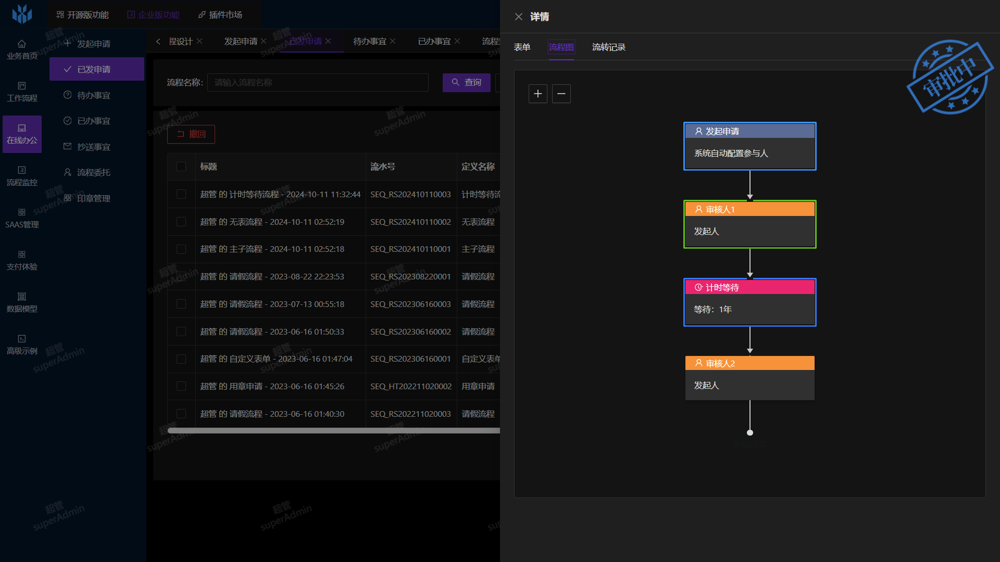 开源版功能
企业版功能
插件市场
业务首页
工作流程
在线办公
流程监控
SAAS管理
支付体验
数据模型
高级示例
发起申请
已发申请
待办事宜
已办事宜
抄送事宜
流程委托
印章管理
程设计
发起申请
已发申请
待办事宜
已办事宜
流程
流程名称:
请输入流程名称
查询
撤回
标题 流水号 定义名称
超管 的 计时等待流程 - 2024-10-11 11:32:44 SEQ_RS202410110003 计时等待流
超管 的 无表流程 - 2024-10-11 02:52:19 SEQ_RS202410110002 无表流程
超管 的 主子流程 - 2024-10-11 02:52:18 SEQ_RS202410110001 主子流程
超管 的 请假流程 - 2023-08-22 22:23:53 SEQ_RS202308220001 请假流程
超管 的 请假流程 - 2023-07-13 00:55:18 SEQ_RS202306160003 请假流程
超管 的 请假流程 - 2023-06-16 01:50:33 SEQ_RS202306160002 请假流程
超管 的 自定义表单 - 2023-06-16 01:47:04 SEQ_RS202306160001 自定义表单
超管 的 用章申请 - 2023-06-16 01:45:26 SEQ_HT202211020002 用章申请
超管 的 请假流程 - 2023-06-16 01:40:30 SEQ_RS202211020003 请假流程
超管
superAdmin
详情
表单
流程图
流转记录
审批中
发起申请
系统自动配置参与人
审核人1
发起人
计时等待
等待：1年
审核人2
发起人